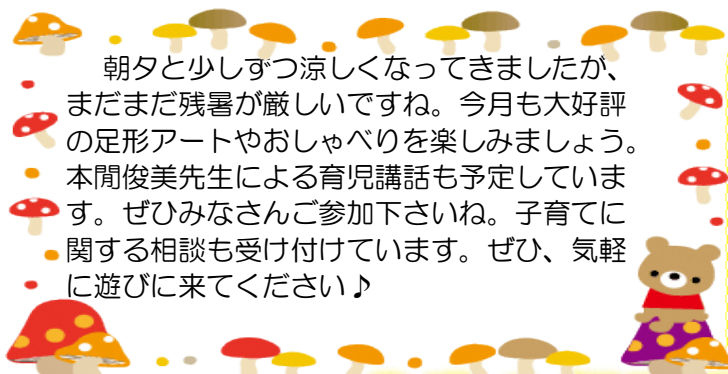 朝夕と少しずつ涼しくなってきましたが、
まだまだ残暑が厳しいですね。今月も大好評
の足形アートやおしゃべりを楽しみましょう。
本間俊美先生による育児講話も予定していま
す。ぜひみなさんご参加下さいね。子育てに
関する相談も受け付けています。ぜひ、気軽
に遊びに来てください♪